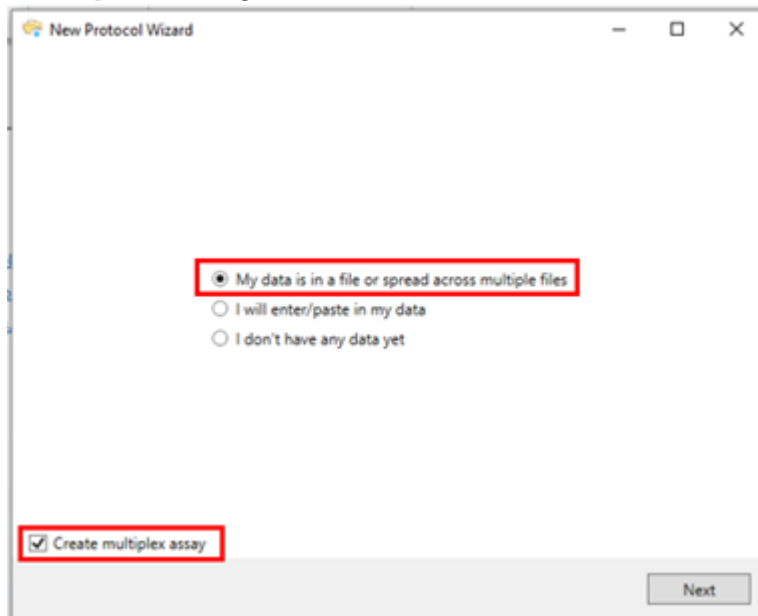 New Protocol Wizard
My data is in a file or spread across multiple files
I will enter/paste in my data
I don't have any data yet
Create multiplex assay
Next